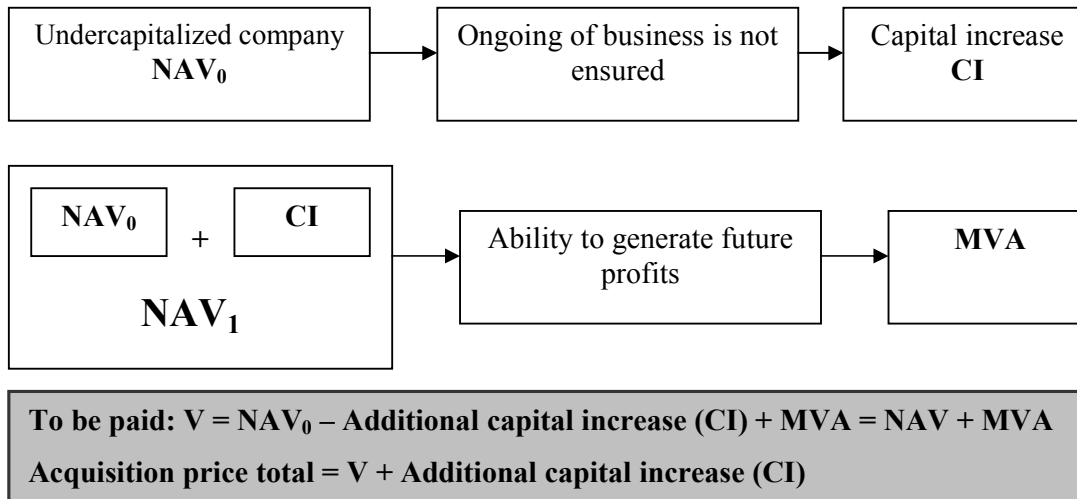 Undercapitalized company
NAV₀
Ongoing of business is not
ensured
Capital increase
CI
NAV₀
+
CI
NAV₁
Ability to generate future
profits
MVA
To be paid: V = NAV₀ – Additional capital increase (CI) + MVA = NAV + MVA
Acquisition price total = V + Additional capital increase (CI)